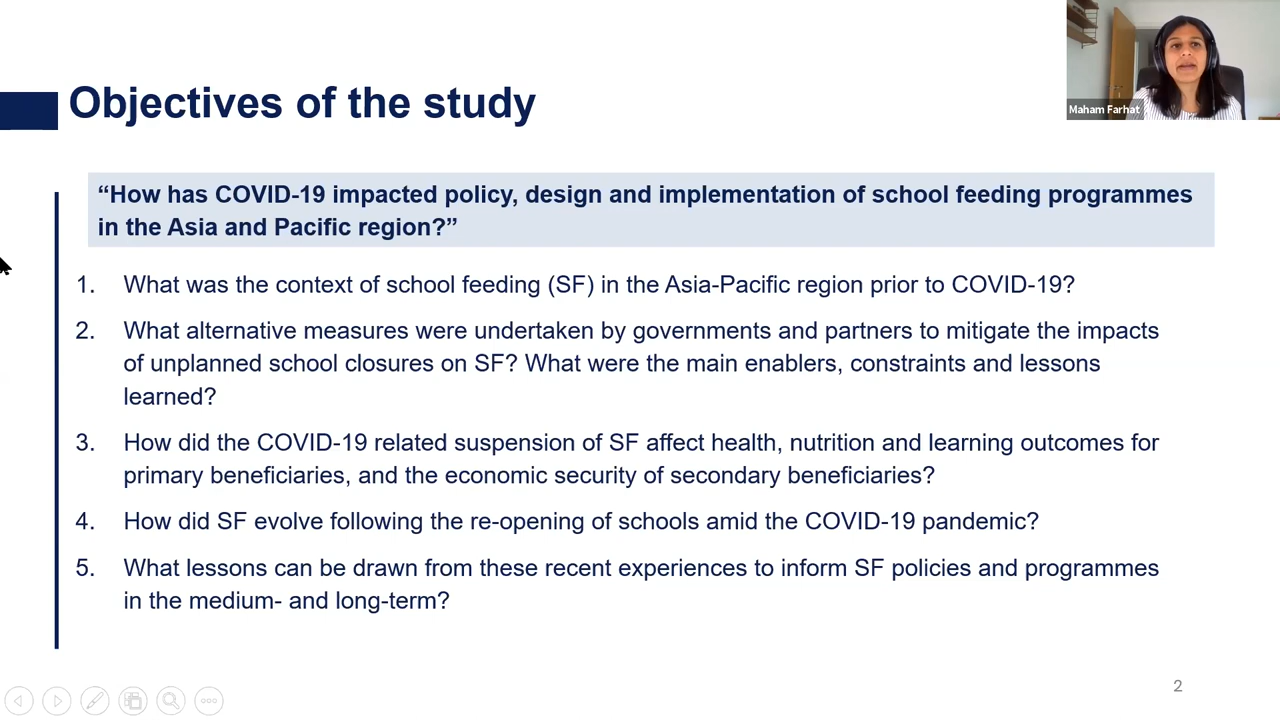 Objectives of the study
Maham Farhat
“How has COVID-19 impacted policy, design and implementation of school feeding programmes
in the Asia and Pacific region?”
1. What was the context of school feeding (SF) in the Asia-Pacific region prior to COVID-19?
2. What alternative measures were undertaken by governments and partners to mitigate the impacts
of unplanned school closures on SF? What were the main enablers, constraints and lessons
learned?
3. How did the COVID-19 related suspension of SF affect health, nutrition and learning outcomes for
primary beneficiaries, and the economic security of secondary beneficiaries?
4. How did SF evolve following the re-opening of schools amid the COVID-19 pandemic?
5. What lessons can be drawn from these recent experiences to inform SF policies and programmes
in the medium- and long-term?
2